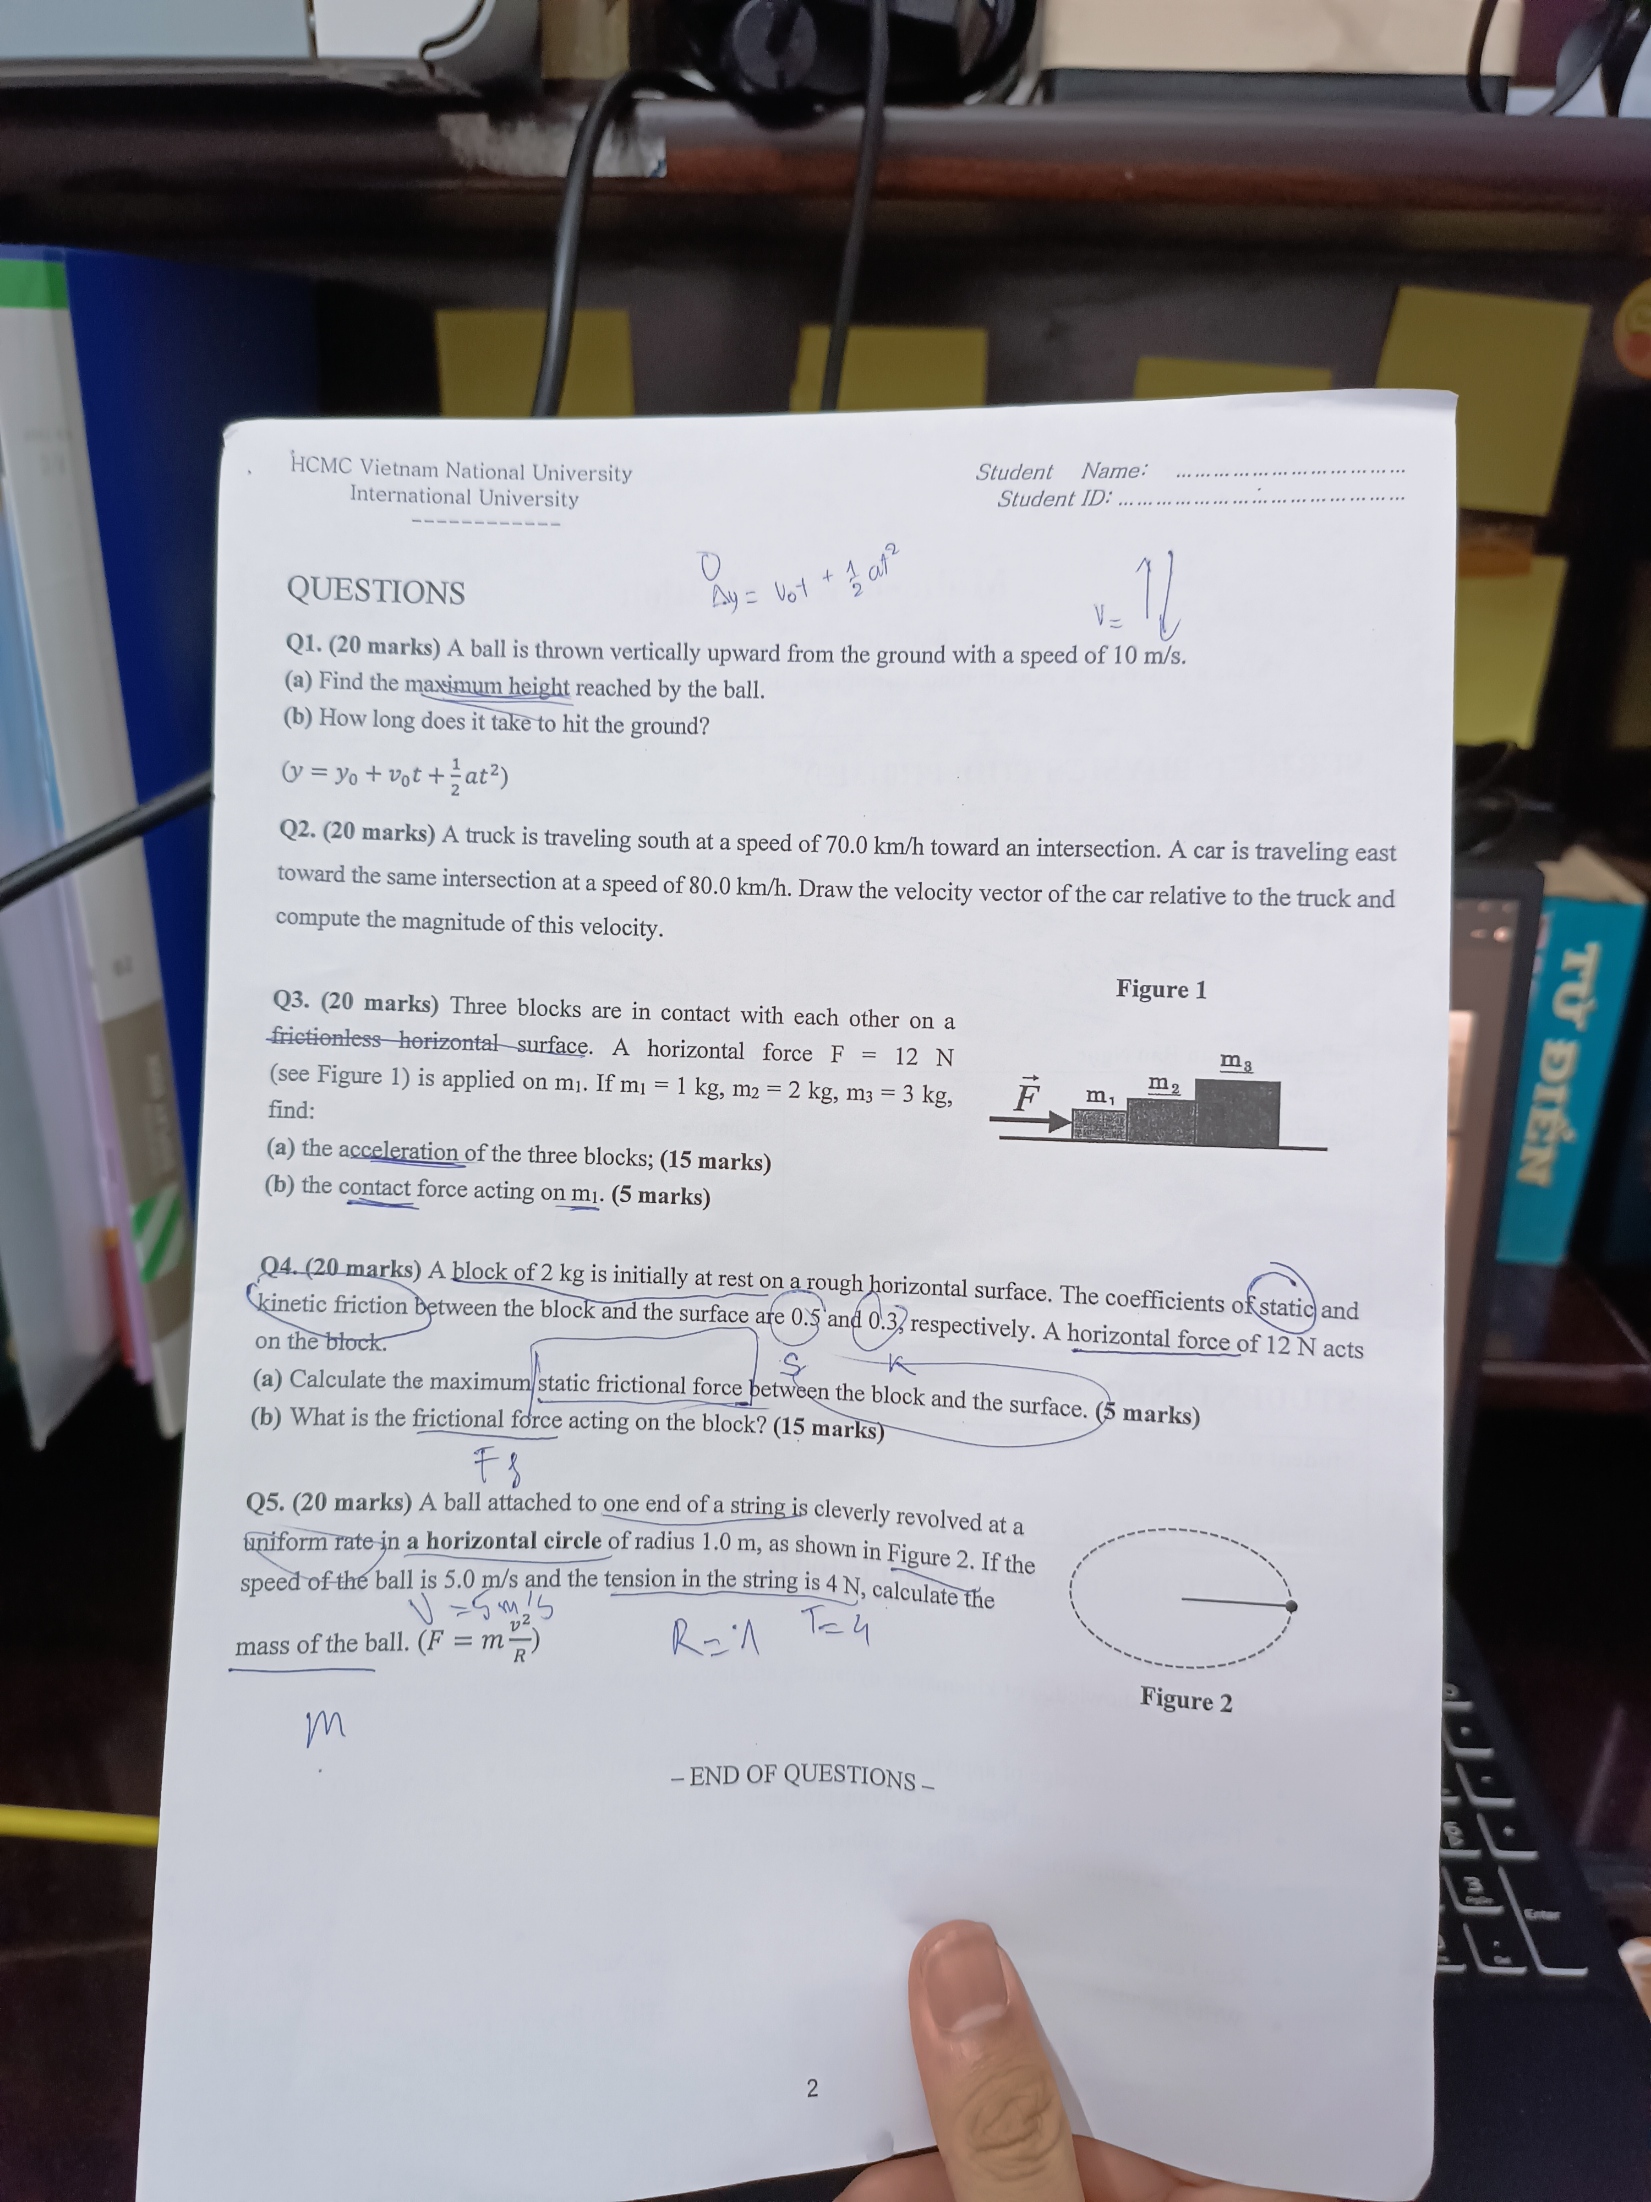 HCMC Vietnam National University
International University
------------
Student Name: ....................................
Student ID: ....................................
0
Δy = v₀t + 1/2 at²
V =
QUESTIONS
Q1. (20 marks) A ball is thrown vertically upward from the ground with a speed of 10 m/s.
(a) Find the maximum height reached by the ball.
(b) How long does it take to hit the ground?
(y = y₀ + v₀t + 1/2 at²)
Q2. (20 marks) A truck is traveling south at a speed of 70.0 km/h toward an intersection. A car is traveling east
toward the same intersection at a speed of 80.0 km/h. Draw the velocity vector of the car relative to the truck and
compute the magnitude of this velocity.
Q3. (20 marks) Three blocks are in contact with each other on a
frictionless horizontal surface. A horizontal force F = 12 N
(see Figure 1) is applied on m₁. If m₁ = 1 kg, m₂ = 2 kg, m₃ = 3 kg,
find:
(a) the acceleration of the three blocks; (15 marks)
(b) the contact force acting on m₁. (5 marks)
Figure 1
F
m₁
m₂
m₃
Q4. (20 marks) A block of 2 kg is initially at rest on a rough horizontal surface. The coefficients of static and
kinetic friction between the block and the surface are 0.5 and 0.3, respectively. A horizontal force of 12 N acts
on the block.
S K
(a) Calculate the maximum static frictional force between the block and the surface. (5 marks)
(b) What is the frictional force acting on the block? (15 marks)
Q5. (20 marks) A ball attached to one end of a string is cleverly revolved at a
uniform rate in a horizontal circle of radius 1.0 m, as shown in Figure 2. If the
speed of the ball is 5.0 m/s and the tension in the string is 4 N, calculate the
V = 5 m/s
mass of the ball. (F = m v²/R)
R = 1 T = 4
m
Figure 2
– END OF QUESTIONS –
2
TỪ ĐIỂN
3
Enter